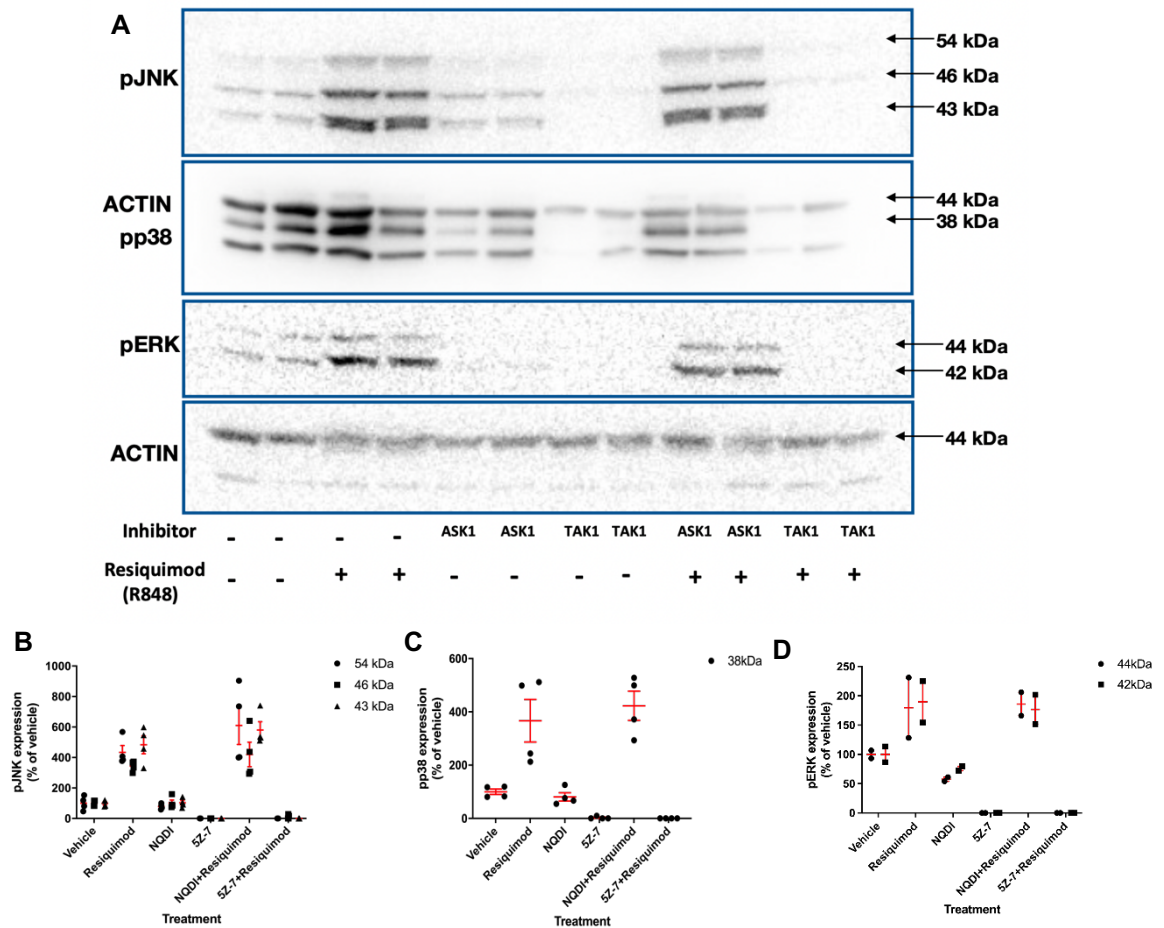 A
pJNK
54 kDa
46 kDa
43 kDa
ACTIN
pp38
44 kDa
38 kDa
pERK
44 kDa
42 kDa
ACTIN
44 kDa
Inhibitor - - - - ASK1 ASK1 TAK1 TAK1 ASK1 ASK1 TAK1 TAK1
Resiquimod - - + + - - - - + + + +
(R848)
B
pJNK expression
(% of vehicle)
1000
800
600
400
200
0
Vehicle
Resiquimod
NQDI
5Z-7
NQDI+Resiquimod
5Z-7+Resiquimod
Treatment
54 kDa
46 kDa
43 kDa
C
pp38 expression
(% of vehicle)
600
400
200
0
Vehicle
Resiquimod
NQDI
5Z-7
NQDI+Resiquimod
5Z-7+Resiquimod
Treatment
38kDa
D
pERK expression
(% of vehicle)
250
200
150
100
50
0
Vehicle
Resiquimod
NQDI
5Z-7
NQDI+Resiquimod
5Z-7+Resiquimod
Treatment
44kDa
42kDa